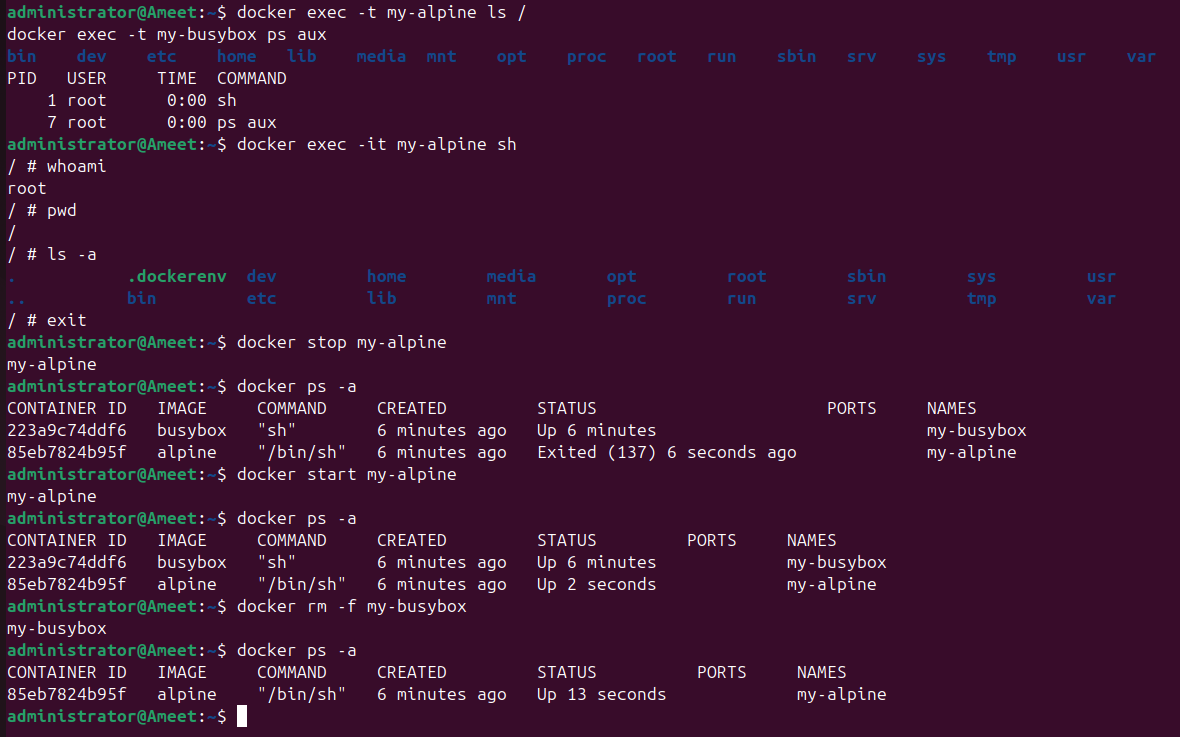 administrator@Ameet:~$ docker exec -t my-alpine ls /
docker exec -t my-busybox ps aux
bin    dev    etc    home   lib    media  mnt    opt    proc   root   run    sbin   srv    sys    tmp    usr    var
PID   USER     TIME  COMMAND
    1 root      0:00 sh
    7 root      0:00 ps aux
administrator@Ameet:~$ docker exec -it my-alpine sh
/ # whoami
root
/ # pwd
/
/ # ls -a
.           .dockerenv  dev         home        media       opt         root        sbin        sys         usr
..          bin         etc         lib         mnt         proc        run         srv         tmp         var
/ # exit
administrator@Ameet:~$ docker stop my-alpine
my-alpine
administrator@Ameet:~$ docker ps -a
CONTAINER ID   IMAGE     COMMAND     CREATED         STATUS                       PORTS     NAMES
223a9c74ddf6   busybox   "sh"        6 minutes ago   Up 6 minutes                           my-busybox
85eb7824b95f   alpine    "/bin/sh"   6 minutes ago   Exited (137) 6 seconds ago             my-alpine
administrator@Ameet:~$ docker start my-alpine
my-alpine
administrator@Ameet:~$ docker ps -a
CONTAINER ID   IMAGE     COMMAND     CREATED         STATUS         PORTS     NAMES
223a9c74ddf6   busybox   "sh"        6 minutes ago   Up 6 minutes             my-busybox
85eb7824b95f   alpine    "/bin/sh"   6 minutes ago   Up 2 seconds             my-alpine
administrator@Ameet:~$ docker rm -f my-busybox
my-busybox
administrator@Ameet:~$ docker ps -a
CONTAINER ID   IMAGE     COMMAND     CREATED         STATUS          PORTS     NAMES
85eb7824b95f   alpine    "/bin/sh"   6 minutes ago   Up 13 seconds             my-alpine
administrator@Ameet:~$